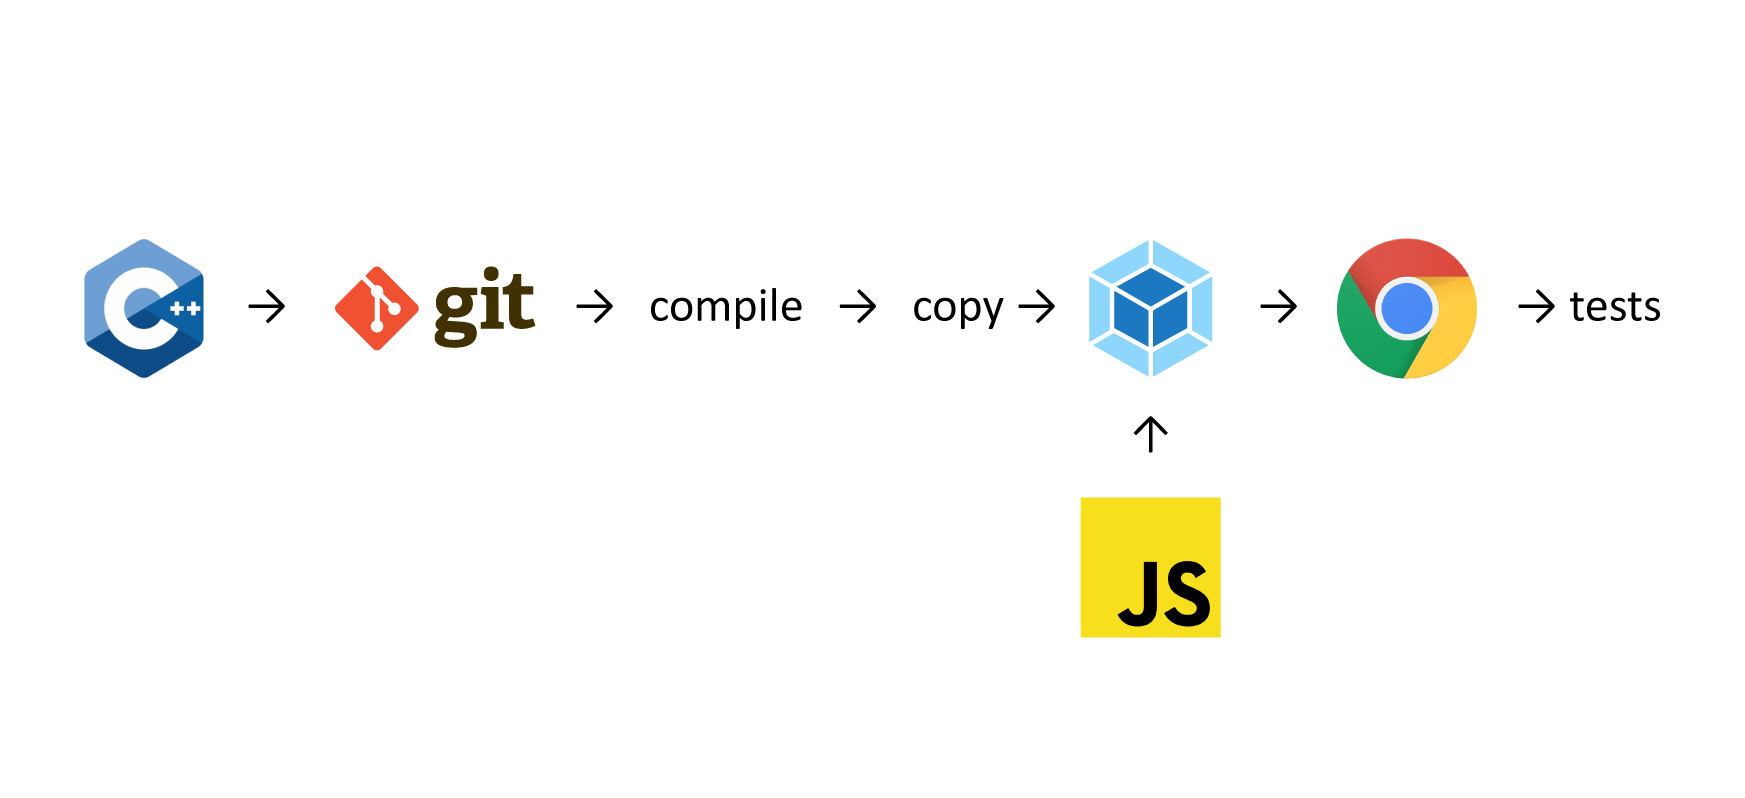 C++ → git → compile → copy → → → tests
↑
JS